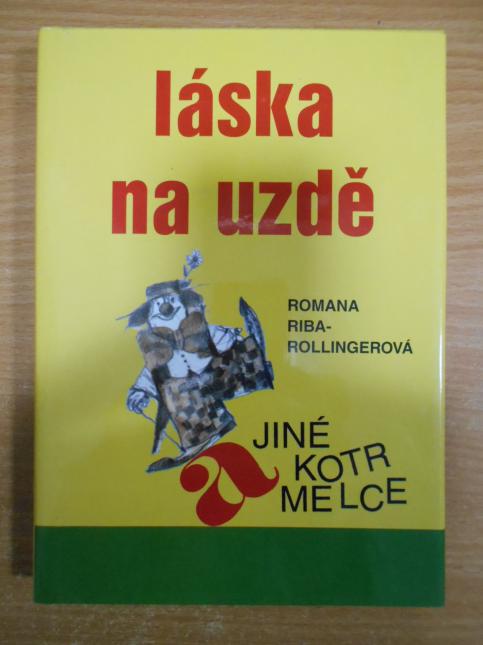 láska
na uzdě
ROMANA
RIBA-
ROLLINGEROVÁ
a JINÉ
KOTR
MELCE